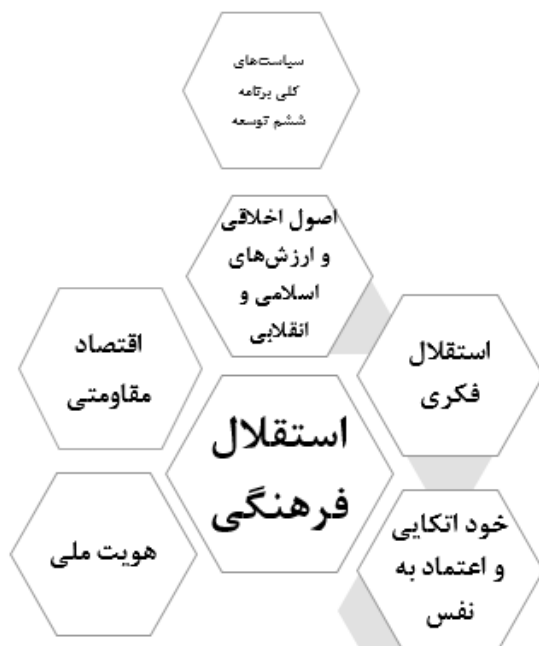 سیاست‌های
کلی برنامه
ششم توسعه
اصول اخلاقی
و ارزش‌های
اسلامی و
انقلابی
استقلال
فکری
اقتصاد
مقاومتی
استقلال
فرهنگی
خود اتکایی
و اعتماد به
نفس
هویت ملی